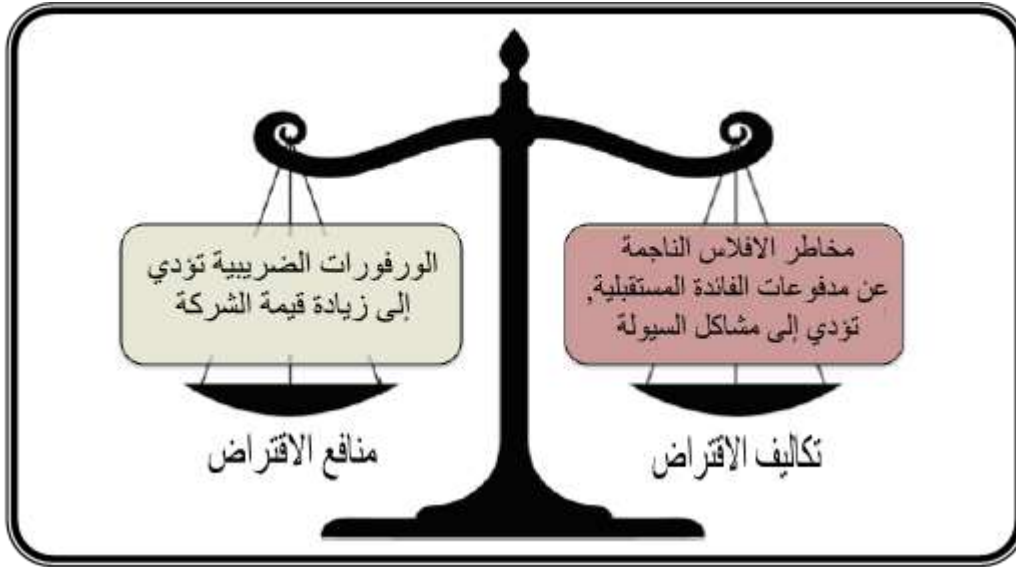 مخاطر الافلاس الناجمة
عن مدفوعات الفائدة المستقبلية,
تؤدي إلى مشاكل السيولة
تكاليف الاقتراض
الورفورات الضريبية تؤدي
إلى زيادة قيمة الشركة
منافع الاقتراض